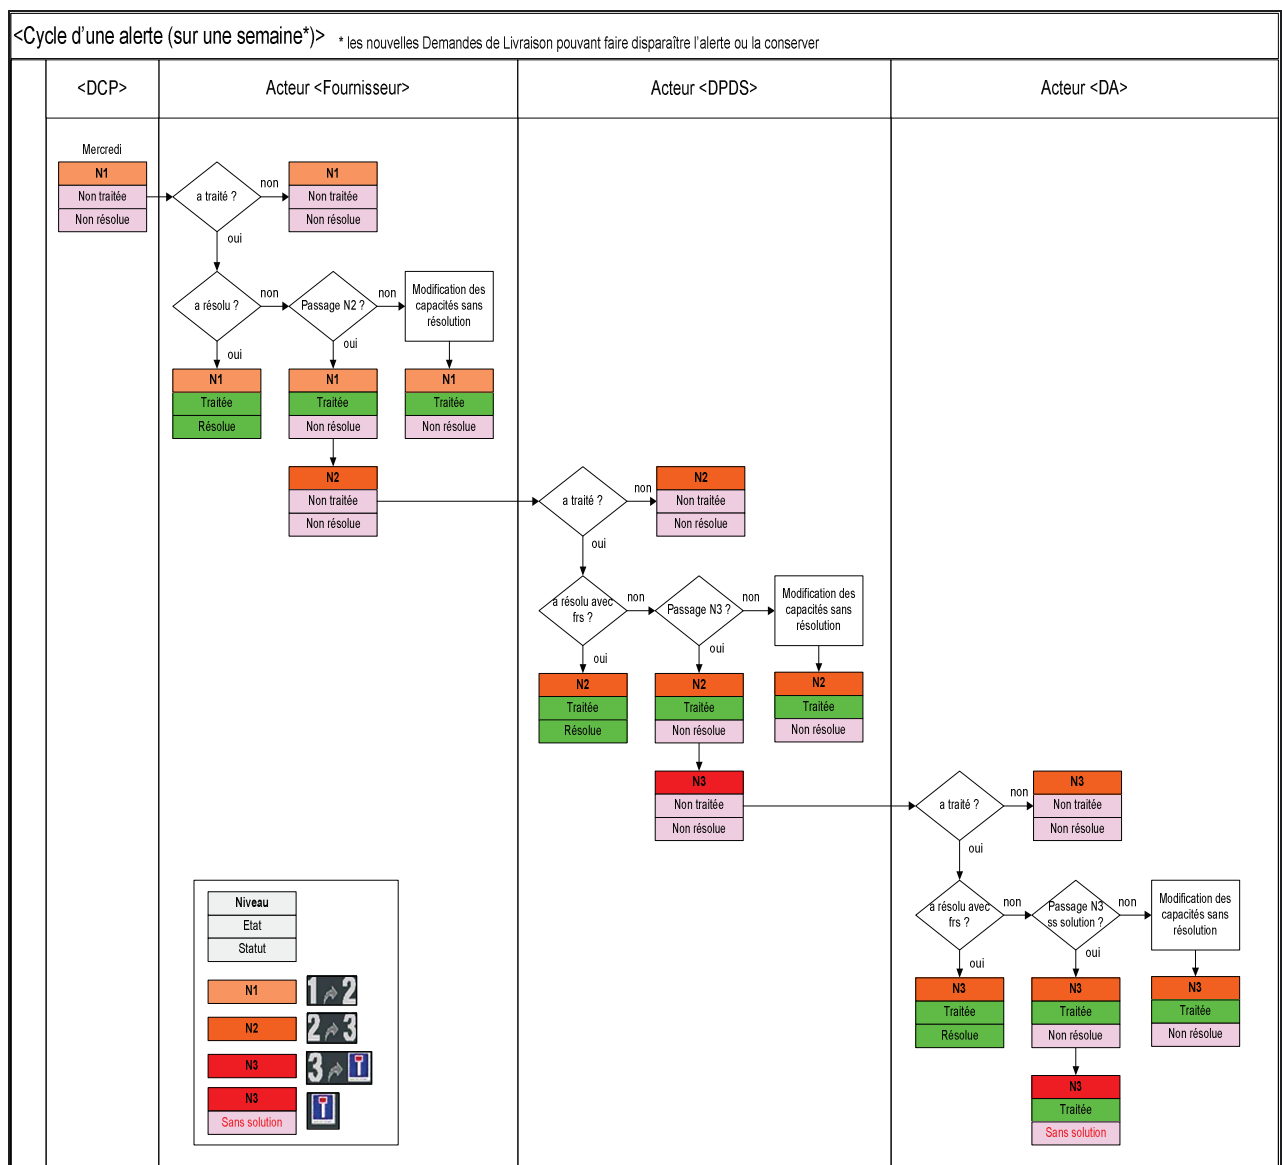 <Cycle d'une alerte (sur une semaine*)> * les nouvelles Demandes de Livraison pouvant faire disparaître l'alerte ou la conserver
<DCP>
Acteur <Fournisseur>
Acteur <DPDS>
Acteur <DA>
Mercredi
N1
Non traitée
Non résolue
a traité ?
non
N1
Non traitée
Non résolue
oui
a résolu ?
non
Passage N2 ?
non
Modification des
capacités sans
résolution
oui
oui
N1
Traitée
Résolue
N1
Traitée
Non résolue
N1
Traitée
Non résolue
N2
Non traitée
Non résolue
a traité ?
non
N2
Non traitée
Non résolue
oui
a résolu avec
frs ?
non
Passage N3 ?
non
Modification des
capacités sans
résolution
oui
oui
N2
Traitée
Résolue
N2
Traitée
Non résolue
N2
Traitée
Non résolue
N3
Non traitée
Non résolue
a traité ?
non
N3
Non traitée
Non résolue
oui
a résolu avec
frs ?
non
Passage N3
ss solution ?
non
Modification des
capacités sans
résolution
oui
oui
N3
Traitée
Résolue
N3
Traitée
Non résolue
N3
Traitée
Non résolue
N3
Traitée
Sans solution
Niveau
Etat
Statut
N1
1 2
N2
2 3
N3
3
N3
Sans solution